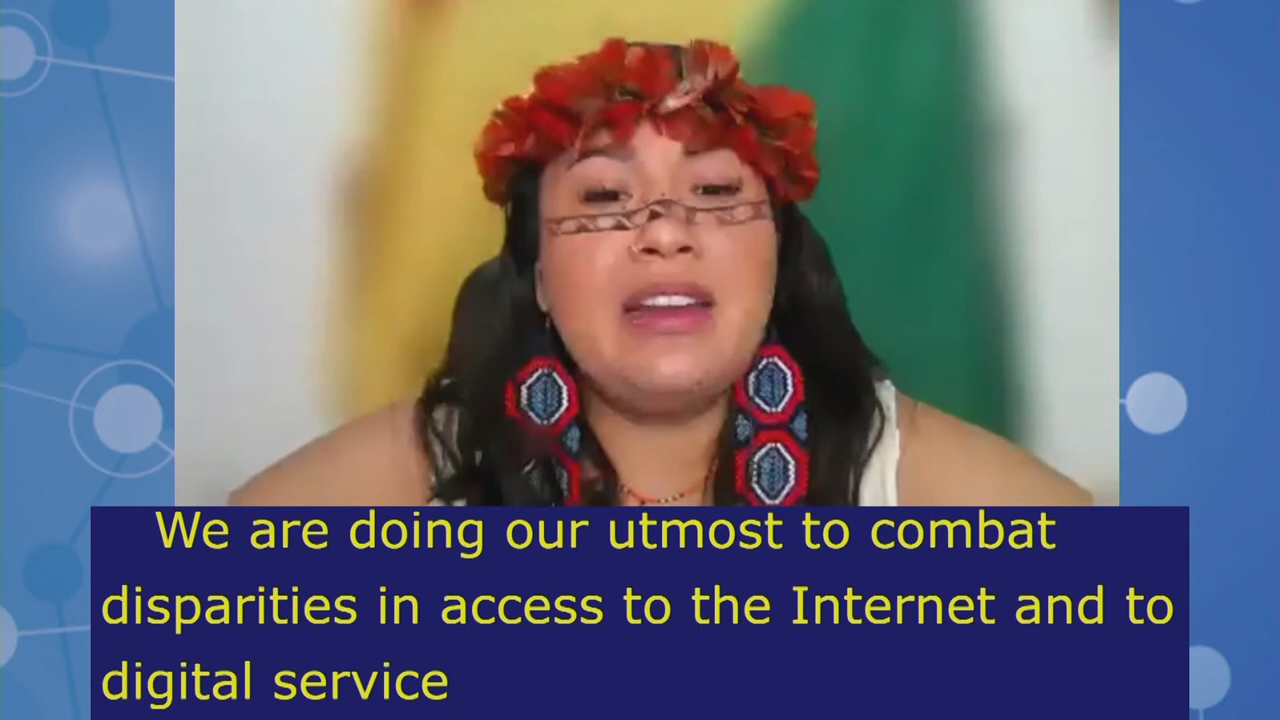 We are doing our utmost to combat
disparities in access to the Internet and to
digital service